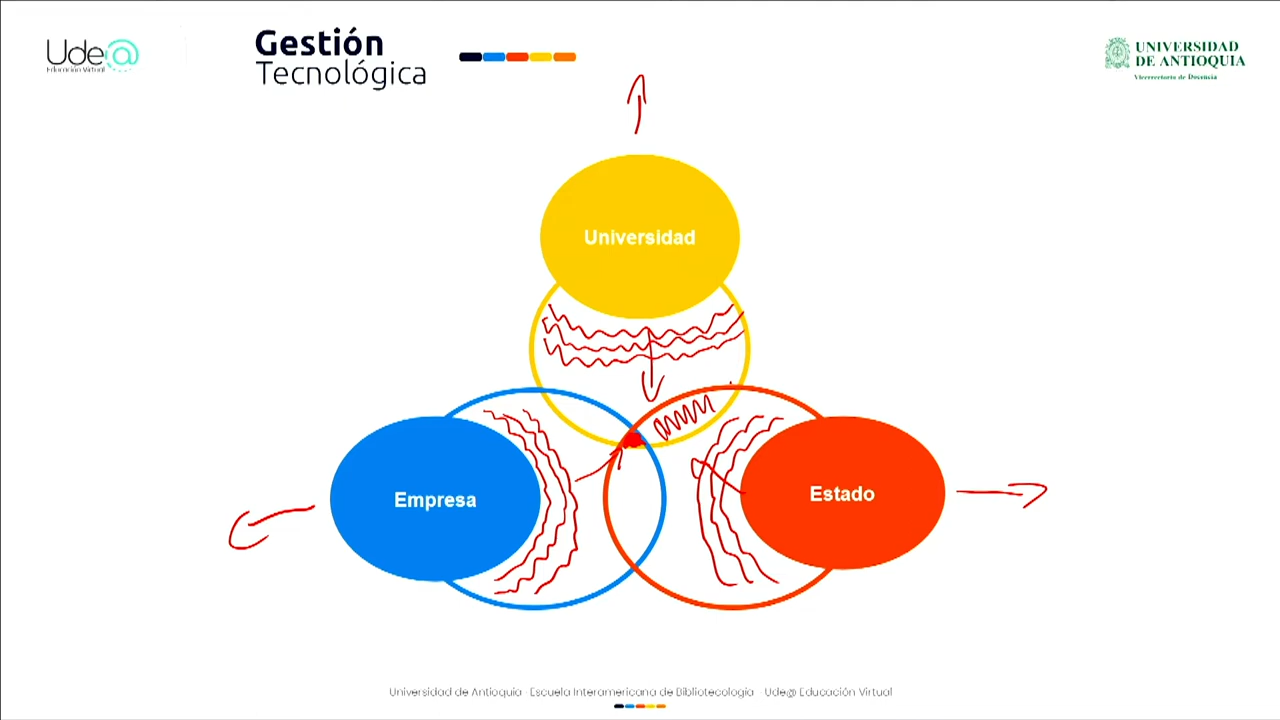 Ude@
Educación Virtual
Gestión
Tecnológica
UNIVERSIDAD
DE ANTIOQUIA
Vicerrectoría de Docencia
Universidad
Empresa
Estado
Universidad de Antioquia · Escuela Interamericana de Bibliotecología · Ude@ Educación Virtual